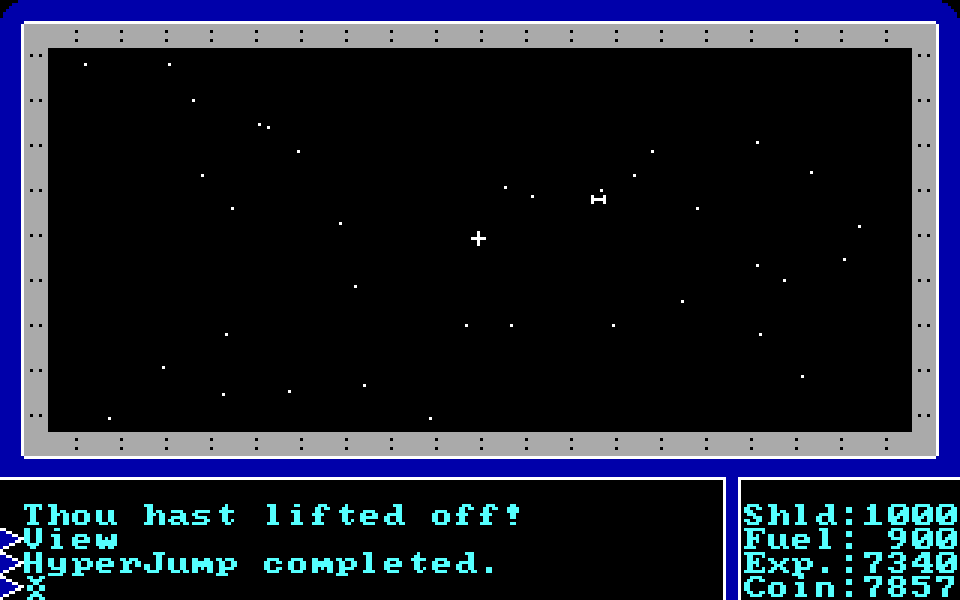 Thou hast lifted off!
View
HyperJump completed.
X
Shld:1000
Fuel: 900
Exp.:7340
Coin:7857